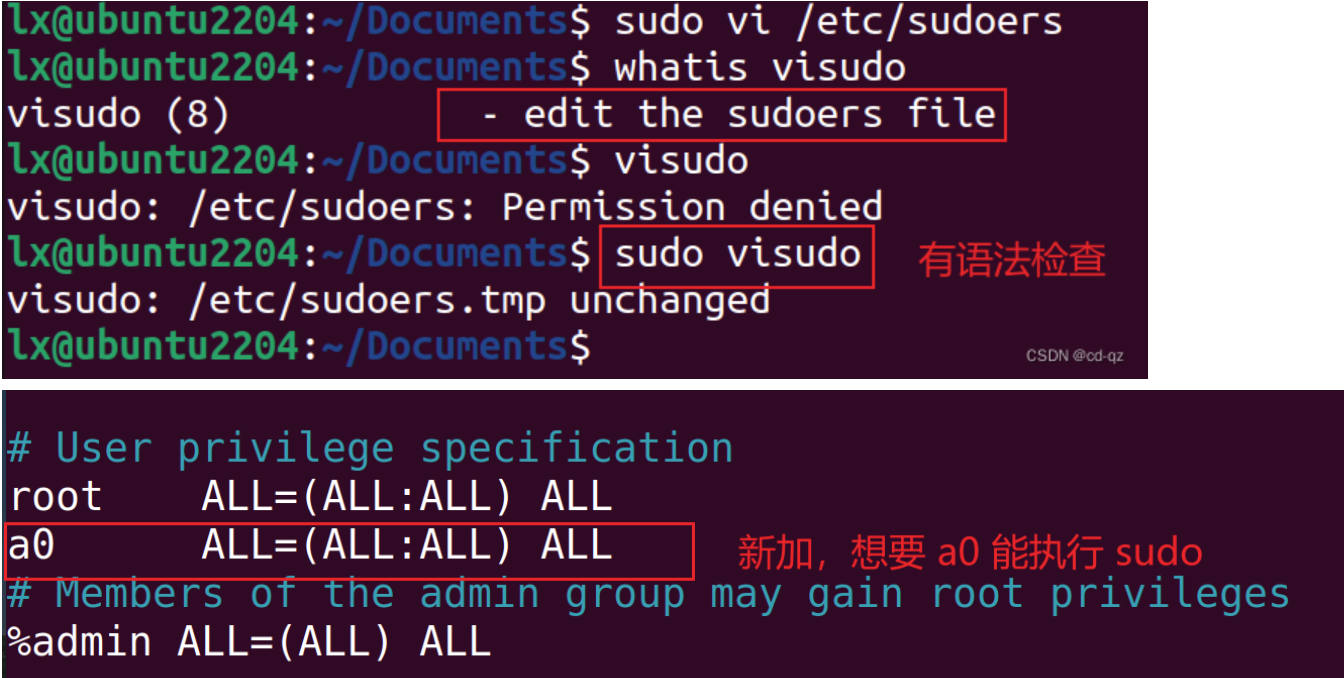 lx@ubuntu2204:~/Documents$ sudo vi /etc/sudoers
lx@ubuntu2204:~/Documents$ whatis visudo
visudo (8)           - edit the sudoers file
lx@ubuntu2204:~/Documents$ visudo
visudo: /etc/sudoers: Permission denied
lx@ubuntu2204:~/Documents$ sudo visudo 有语法检查
visudo: /etc/sudoers.tmp unchanged
lx@ubuntu2204:~/Documents$
CSDN @cd-qz
# User privilege specification
root    ALL=(ALL:ALL) ALL
a0      ALL=(ALL:ALL) ALL 新加，想要 a0 能执行 sudo
# Members of the admin group may gain root privileges
%admin ALL=(ALL) ALL